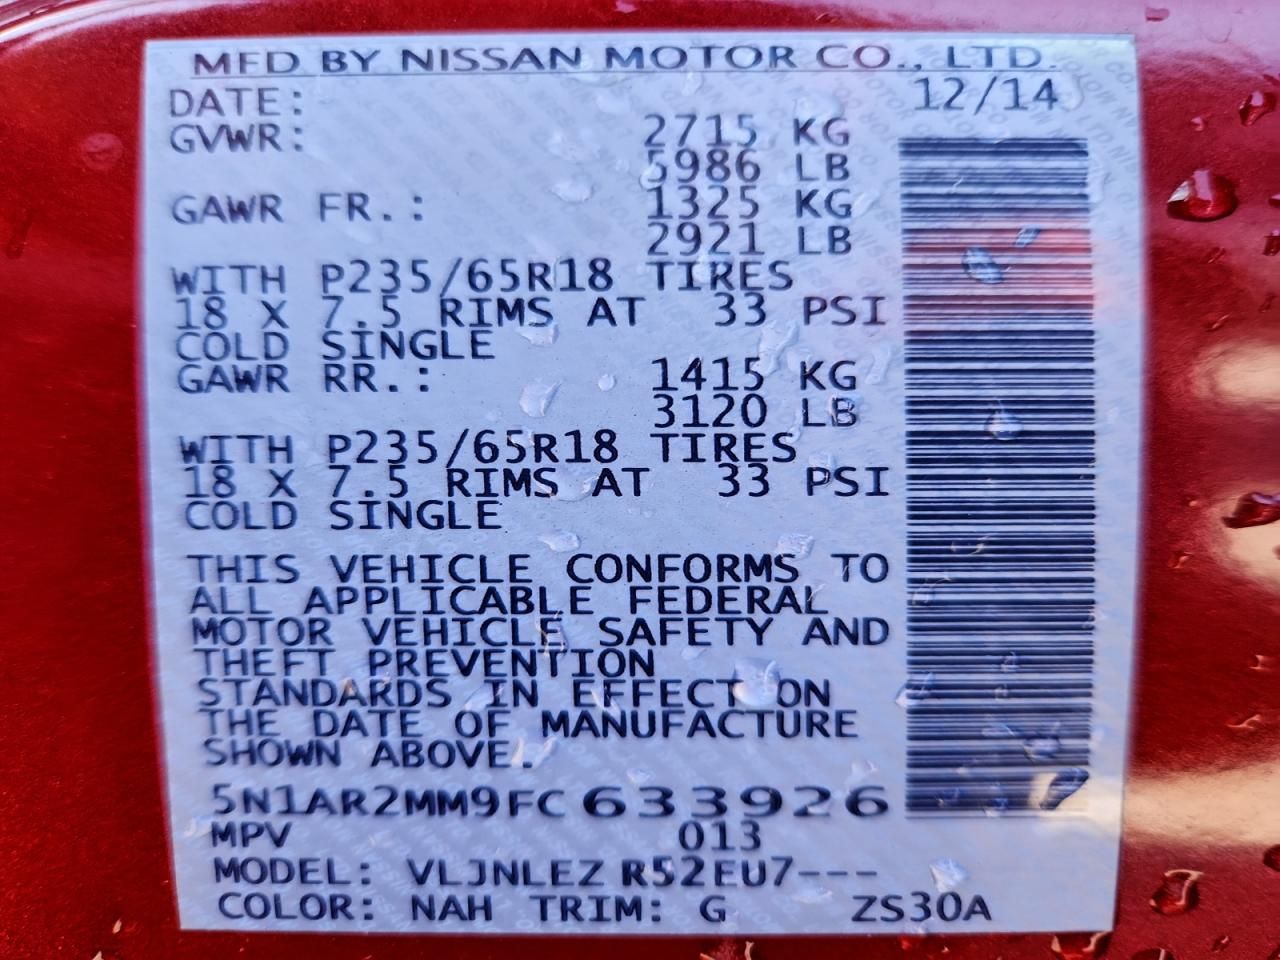 MFD BY NISSAN MOTOR CO., LTD.
DATE: 12/14
GVWR: 2715 KG
5986 LB
GAWR FR.: 1325 KG
2921 LB
WITH P235/65R18 TIRES
18 X 7.5 RIMS AT 33 PSI
COLD SINGLE
GAWR RR.: 1415 KG
3120 LB
WITH P235/65R18 TIRES
18 X 7.5 RIMS AT 33 PSI
COLD SINGLE
THIS VEHICLE CONFORMS TO
ALL APPLICABLE FEDERAL
MOTOR VEHICLE SAFETY AND
THEFT PREVENTION
STANDARDS IN EFFECT ON
THE DATE OF MANUFACTURE
SHOWN ABOVE.
5N1AR2MM9FC633926
MPV 013
MODEL: VLJNLEZ R52EU7---
COLOR: NAH TRIM: G ZS30A